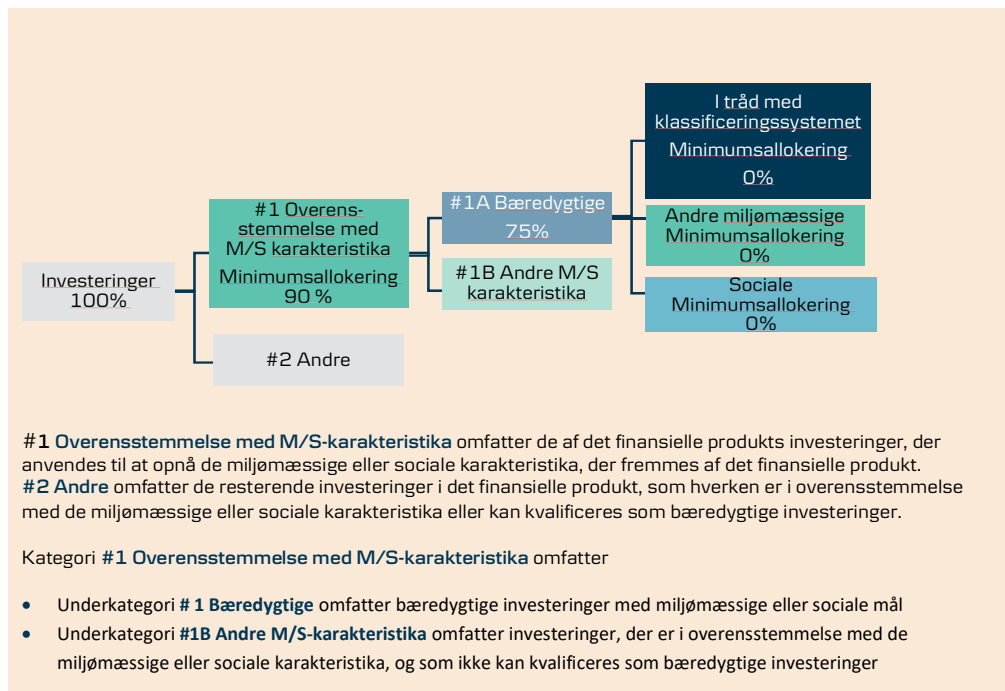 Investeringer
100%
#1 Overens-
stemmelse med
M/S karakteristika
Minimumsallokering
90 %
#2 Andre
#1A Bæredygtige
75%
#1B Andre M/S
karakteristika
I tråd med
klassificeringssystemet
Minimumsallokering
0%
Andre miljømæssige
Minimumsallokering
0%
Sociale
Minimumsallokering
0%
#1 Overensstemmelse med M/S-karakteristika omfatter de af det finansielle produkts investeringer, der
anvendes til at opnå de miljømæssige eller sociale karakteristika, der fremmes af det finansielle produkt.
#2 Andre omfatter de resterende investeringer i det finansielle produkt, som hverken er i overensstemmelse
med de miljømæssige eller sociale karakteristika eller kan kvalificeres som bæredygtige investeringer.
Kategori #1 Overensstemmelse med M/S-karakteristika omfatter
• Underkategori # 1 Bæredygtige omfatter bæredygtige investeringer med miljømæssige eller sociale mål
• Underkategori #1B Andre M/S-karakteristika omfatter investeringer, der er i overensstemmelse med de
miljømæssige eller sociale karakteristika, og som ikke kan kvalificeres som bæredygtige investeringer